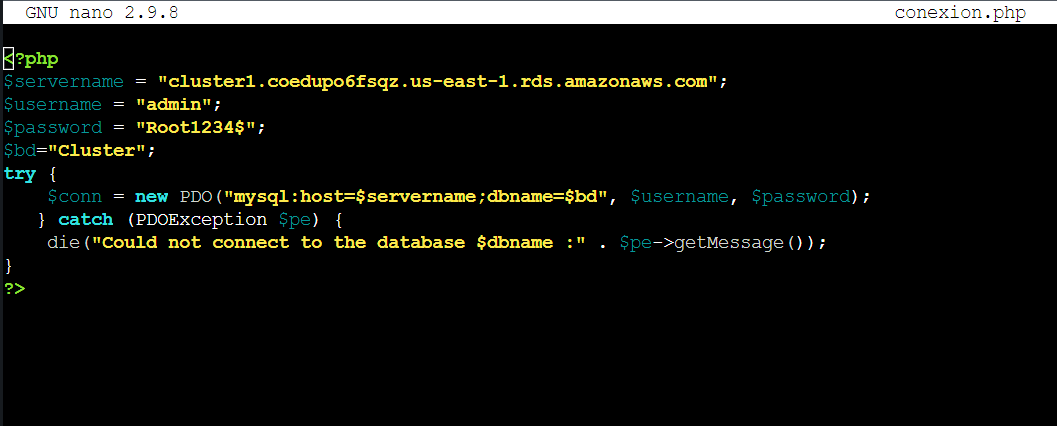 GNU nano 2.9.8 conexion.php
<?php
$servername = "cluster1.coedupo6fsqz.us-east-1.rds.amazonaws.com";
$username = "admin";
$password = "Root1234$";
$bd="Cluster";
try {
    $conn = new PDO("mysql:host=$servername;dbname=$bd", $username, $password);
   } catch (PDOException $pe) {
    die("Could not connect to the database $dbname :" . $pe->getMessage());
}
?>